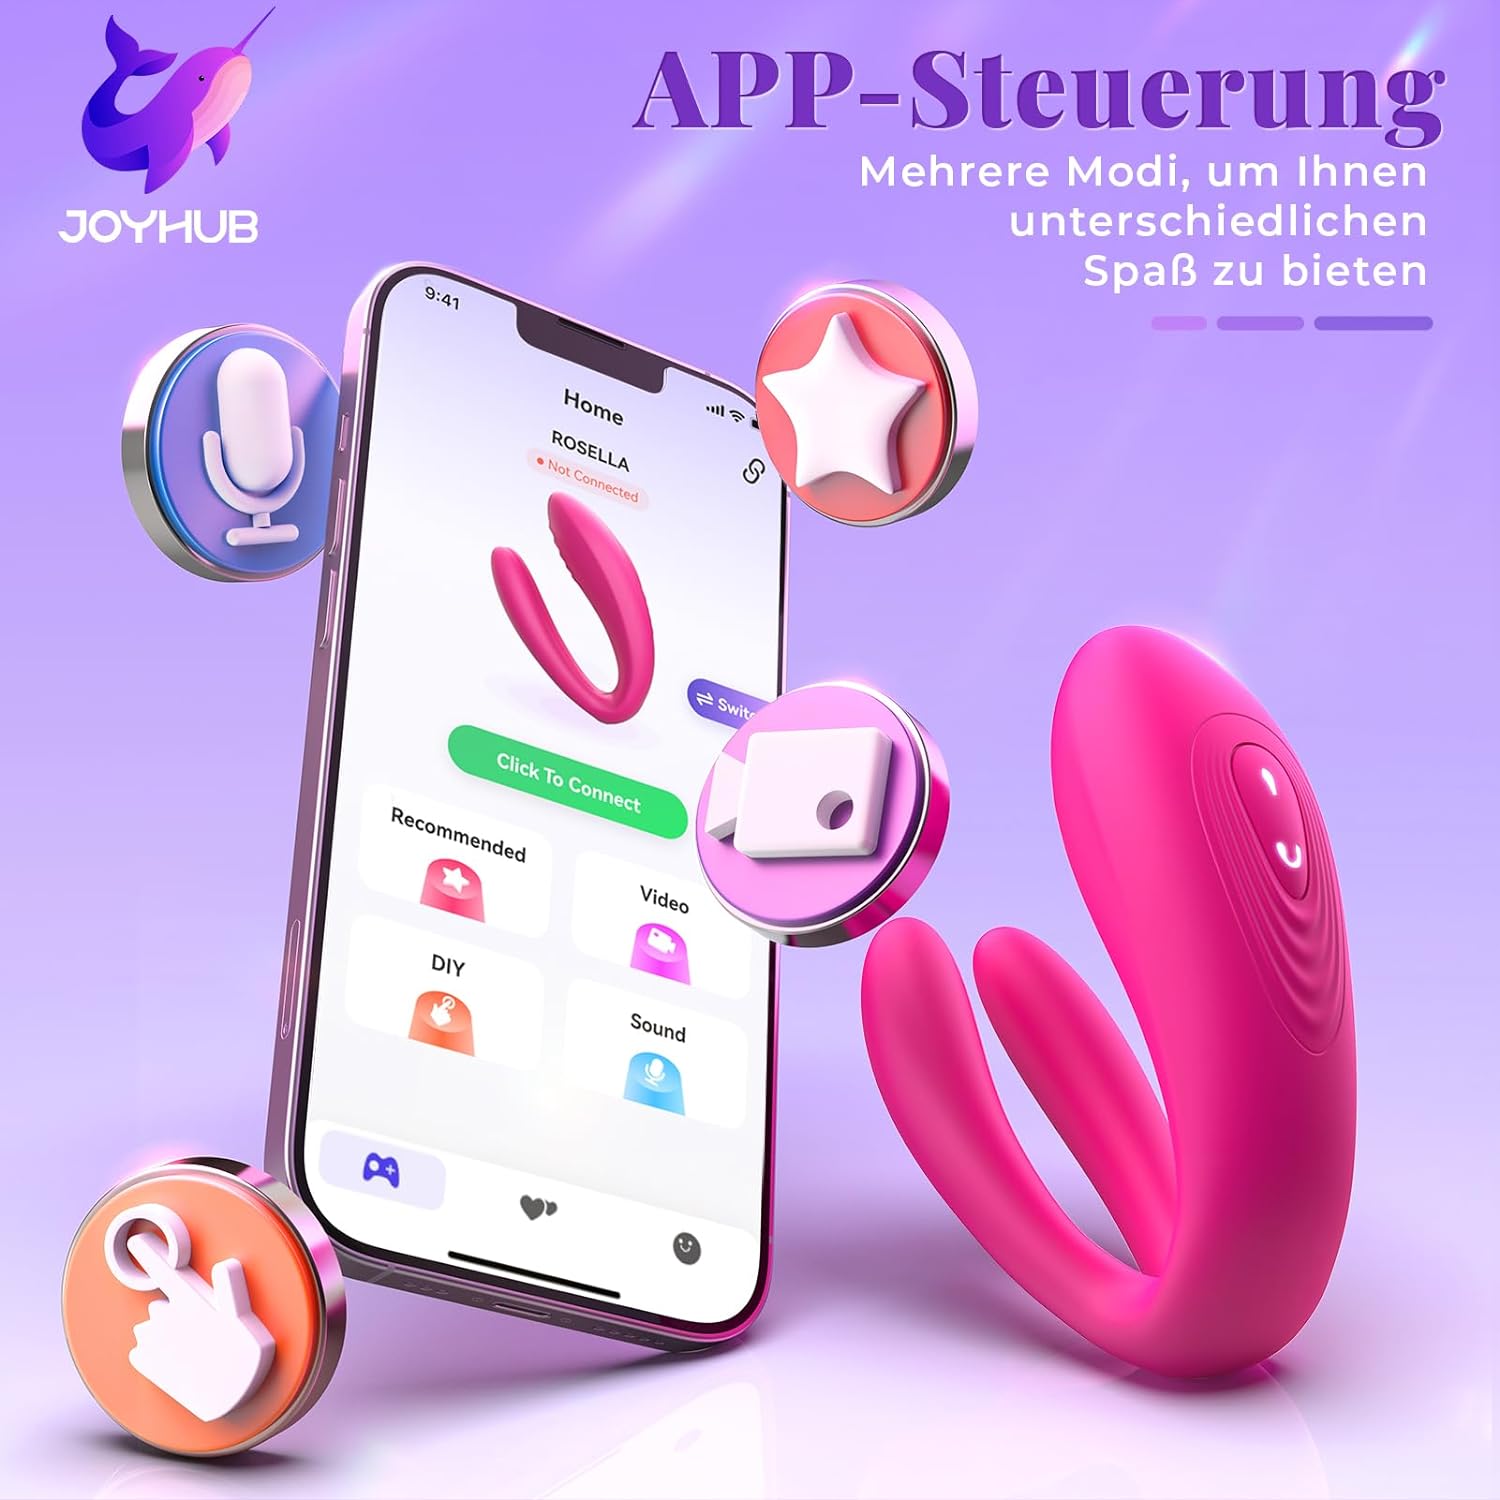 JOYHUB
APP-Steuerung
Mehrere Modi, um Ihnen
unterschiedlichen
Spaß zu bieten
9:41
Home
ROSELLA
Not Connected
Click To Connect
Recommended
Video
DIY
Sound